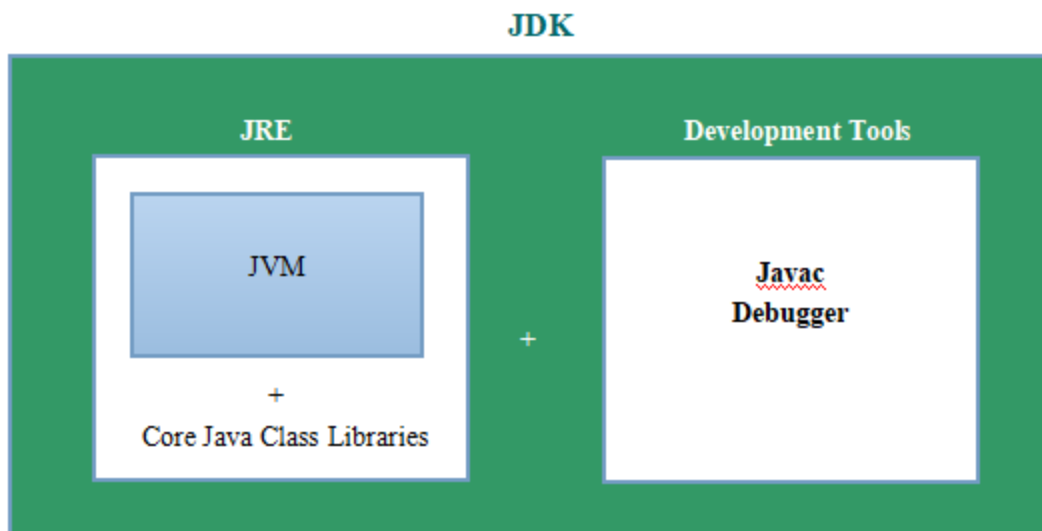 JDK
JRE
JVM
+
Core Java Class Libraries
+
Development Tools
Javac
Debugger